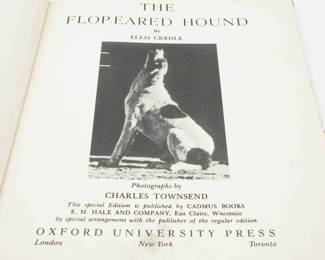 THE
FLOP-EARED HOUND
By
ELLIS CREDLE
Photographs by
CHARLES TOWNSEND
This special Edition is published by CADMUS BOOKS
E. M. HALE AND COMPANY, Eau Claire, Wisconsin
by special arrangement with the publisher of the regular edition
OXFORD UNIVERSITY PRESS
London New York Toronto